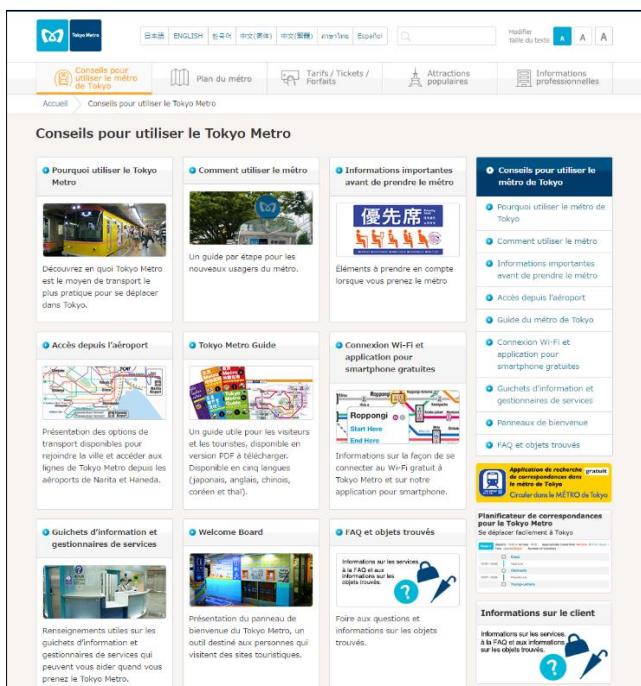 Tokyo Metro
日本語 ENGLISH 한국어 中文(简体) 中文(繁體) ภาษาไทย Español
Modifier
taille du texte A A A
Conseils pour
utiliser le métro
de Tokyo
Plan du métro
Tarifs / Tickets /
Forfaits
Attractions
populaires
Informations
professionnelles
Accueil Conseils pour utiliser le Tokyo Metro
Conseils pour utiliser le Tokyo Metro
Pourquoi utiliser le Tokyo
Metro
Découvrez en quoi Tokyo Metro
est le moyen de transport le
plus pratique pour se déplacer
dans Tokyo.
Comment utiliser le métro
Un guide par étape pour les
nouveaux usagers du métro.
Informations importantes
avant de prendre le métro
優先席
Éléments à prendre en compte
lorsque vous prenez le métro
Accès depuis l'aéroport
Présentation des options de
transport disponibles pour
rejoindre la ville et accéder aux
lignes de Tokyo Metro depuis les
aéroports de Narita et Haneda.
Tokyo Metro Guide
Un guide utile pour les visiteurs
et les touristes, disponible en
version PDF à télécharger.
Disponible en cinq langues
(japonais, anglais, chinois,
coréen et thaï).
Connexion Wi-Fi et
application pour
smartphone gratuites
Roppongi
Roppongi
Start Here
End Here
Informations sur la façon de se
connecter au Wi-Fi gratuit à
Tokyo Metro et sur notre
application pour smartphone.
Guichets d'information et
gestionnaires de services
Renseignements utiles sur les
guichets d'information et
gestionnaires de services qui
peuvent vous aider quand vous
prenez le Tokyo Metro.
Welcome Board
Présentation du panneau de
bienvenue du Tokyo Metro, un
outil destiné aux personnes qui
visitent des sites touristiques.
FAQ et objets trouvés
Informations sur les services,
à la FAQ et aux
informations sur les
objets trouvés.
?
Foire aux questions et
informations sur les objets
trouvés.
Conseils pour utiliser le
métro de Tokyo
Pourquoi utiliser le métro de
Tokyo
Comment utiliser le métro
Informations importantes
avant de prendre le métro
Accès depuis l'aéroport
Guide du métro de Tokyo
Connexion Wi-Fi et
application pour
smartphone gratuites
Guichets d'information et
gestionnaires de services
Panneaux de bienvenue
FAQ et objets trouvés
Application de recherche gratuit
de correspondances dans
le métro de Tokyo
Circuler dans le MÉTRO de Tokyo
Planificateur de correspondances
pour le Tokyo Metro
Se déplacer facilement à Tokyo
Informations sur le client
Informations sur les services,
à la FAQ et aux informations
sur les objets trouvés.
?